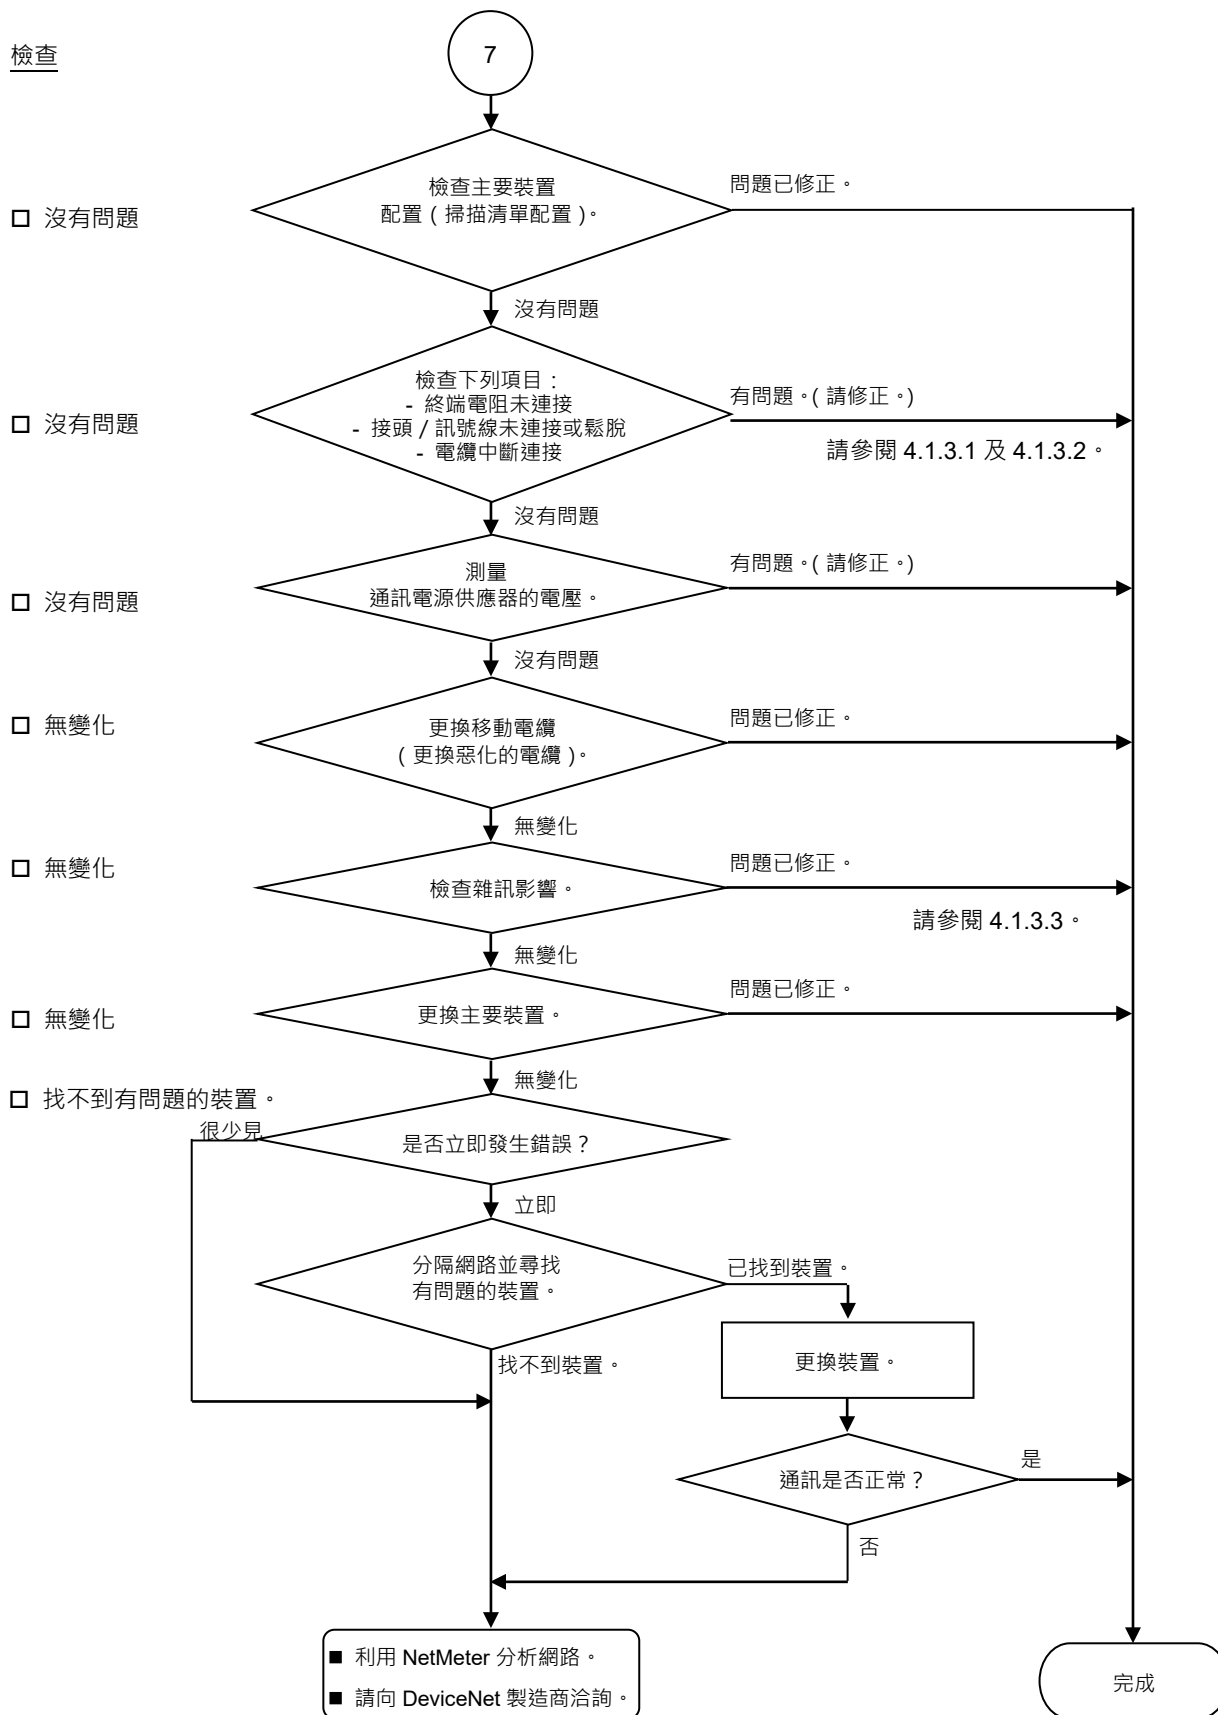 7
檢查
檢查主要裝置
配置 ( 掃描清單配置 )。
問題已修正。
□ 沒有問題
沒有問題
檢查下列項目：
- 終端電阻未連接
- 接頭 / 訊號線未連接或鬆脫
- 電纜中斷連接
有問題。( 請修正。)
請參閱 4.1.3.1 及 4.1.3.2。
□ 沒有問題
沒有問題
測量
通訊電源供應器的電壓。
有問題。( 請修正。)
□ 沒有問題
沒有問題
更換移動電纜
( 更換惡化的電纜 )。
問題已修正。
□ 無變化
無變化
檢查雜訊影響。
問題已修正。
請參閱 4.1.3.3。
□ 無變化
無變化
更換主要裝置。
問題已修正。
□ 無變化
無變化
□ 找不到有問題的裝置。
很少見
是否立即發生錯誤？
立即
分隔網路並尋找
有問題的裝置。
已找到裝置。
更換裝置。
找不到裝置。
通訊是否正常？
是
否
■ 利用 NetMeter 分析網路。
■ 請向 DeviceNet 製造商洽詢。
完成